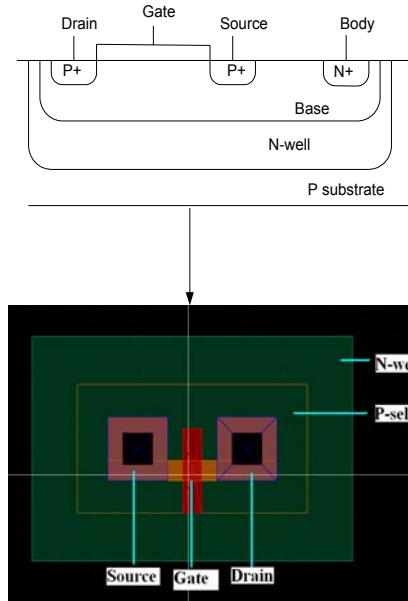 Gate
Drain Source Body
P+ P+ N+
Base
N-well
P substrate
N-we
P-sel
Source Gate Drain